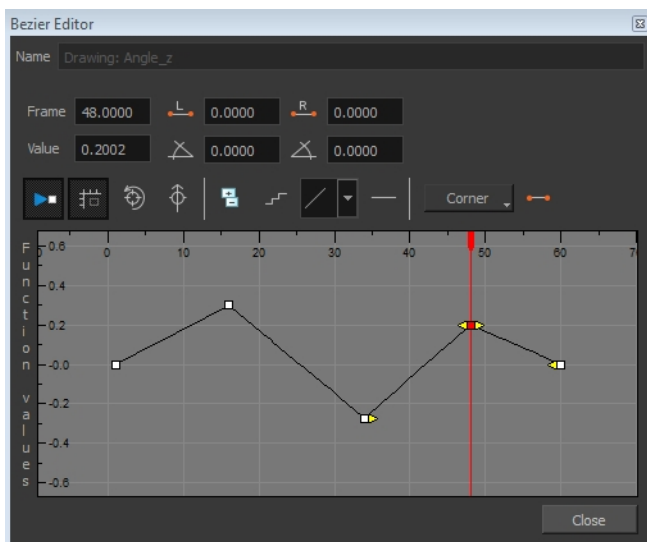 Bezier Editor
Name Drawing: Angle_z
Frame 48.0000 L 0.0000 R 0.0000
Value 0.2002 0.0000 0.0000
Corner
Function values
0.6
0.4
0.2
-0.0
-0.2
-0.4
-0.6
0 10 20 30 40 50 60 7
Close